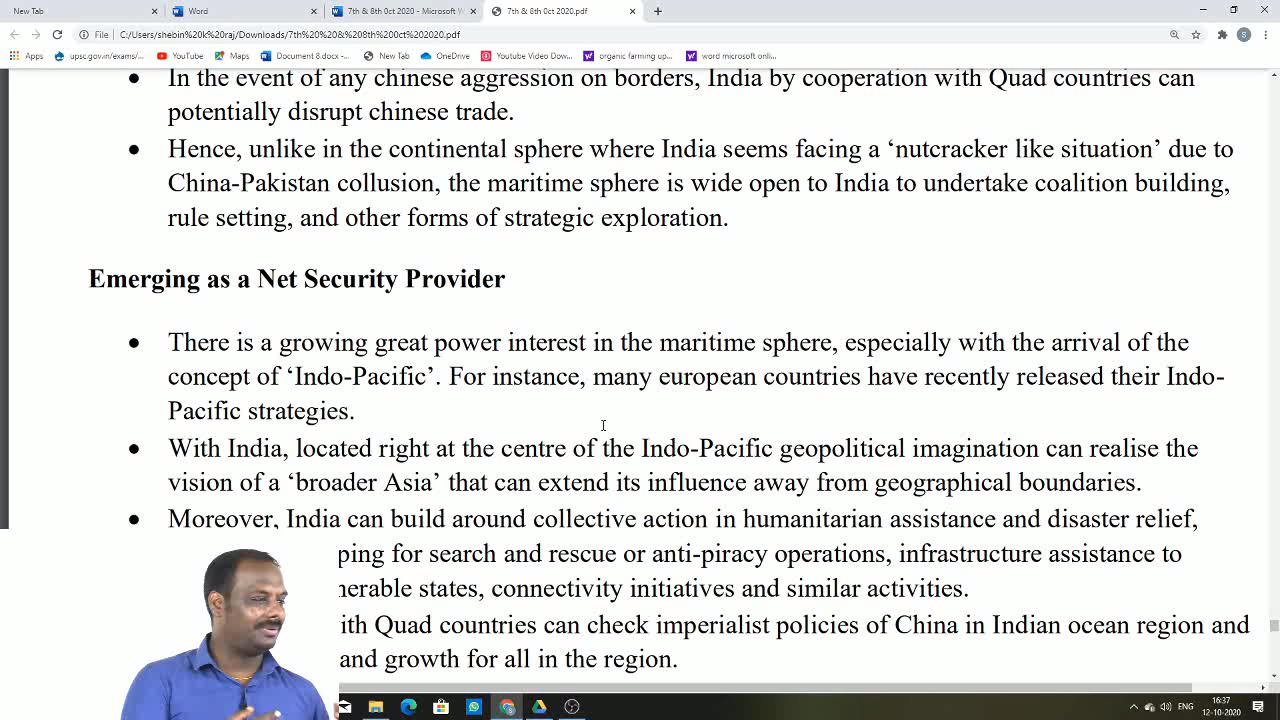 New Tab
Word
7th & 8th 0ct 2020 - Microsoft W
7th & 8th 0ct 2020.pdf
File
C:/Users/shebin%20k%20raj/Downloads/7th%20%20&%208th%20oct%202020.pdf
Apps
upsc.gov.in/exams/...
YouTube
Maps
Document 8.docx -...
New Tab
OneDrive
Youtube Video Dow...
organic farming up...
word microsoft onli...
In the event of any chinese aggression on borders, India by cooperation with Quad countries can
potentially disrupt chinese trade.
Hence, unlike in the continental sphere where India seems facing a ‘nutcracker like situation’ due to
China-Pakistan collusion, the maritime sphere is wide open to India to undertake coalition building,
rule setting, and other forms of strategic exploration.
Emerging as a Net Security Provider
There is a growing great power interest in the maritime sphere, especially with the arrival of the
concept of ‘Indo-Pacific’. For instance, many european countries have recently released their Indo-
Pacific strategies.
With India, located right at the centre of the Indo-Pacific geopolitical imagination can realise the
vision of a ‘broader Asia’ that can extend its influence away from geographical boundaries.
Moreover, India can build around collective action in humanitarian assistance and disaster relief,
ping for search and rescue or anti-piracy operations, infrastructure assistance to
nerable states, connectivity initiatives and similar activities.
ith Quad countries can check imperialist policies of China in Indian ocean region and
and growth for all in the region.
ENG
16:37
12-10-2020